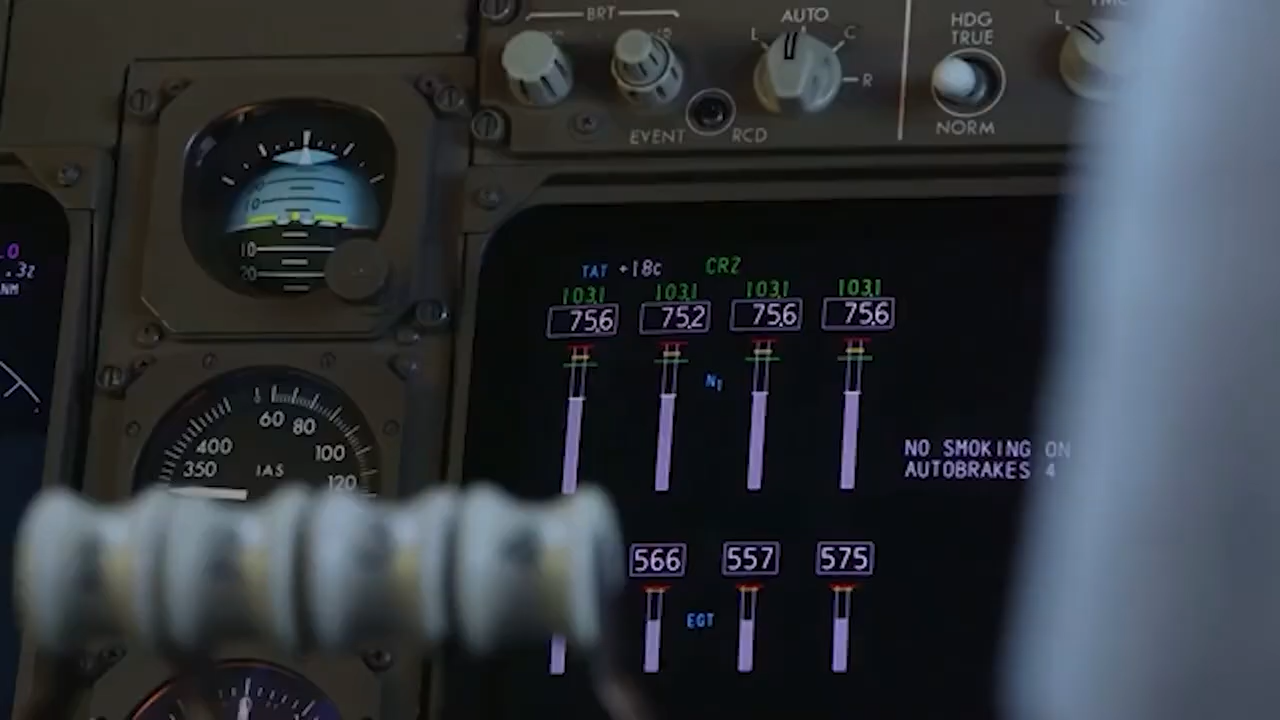 BRT
AUTO
L
C
R
EVENT
RCD
HDG
TRUE
NORM
L
10
10
20
NM
TAT +18c
CRZ
103.1 103.1 103.1 103.1
75.6 75.2 75.6 75.6
N1
NO SMOKING ON
AUTOBRAKES 4
60 80
400
100
350
IAS
120
566 557 575
EGT
0